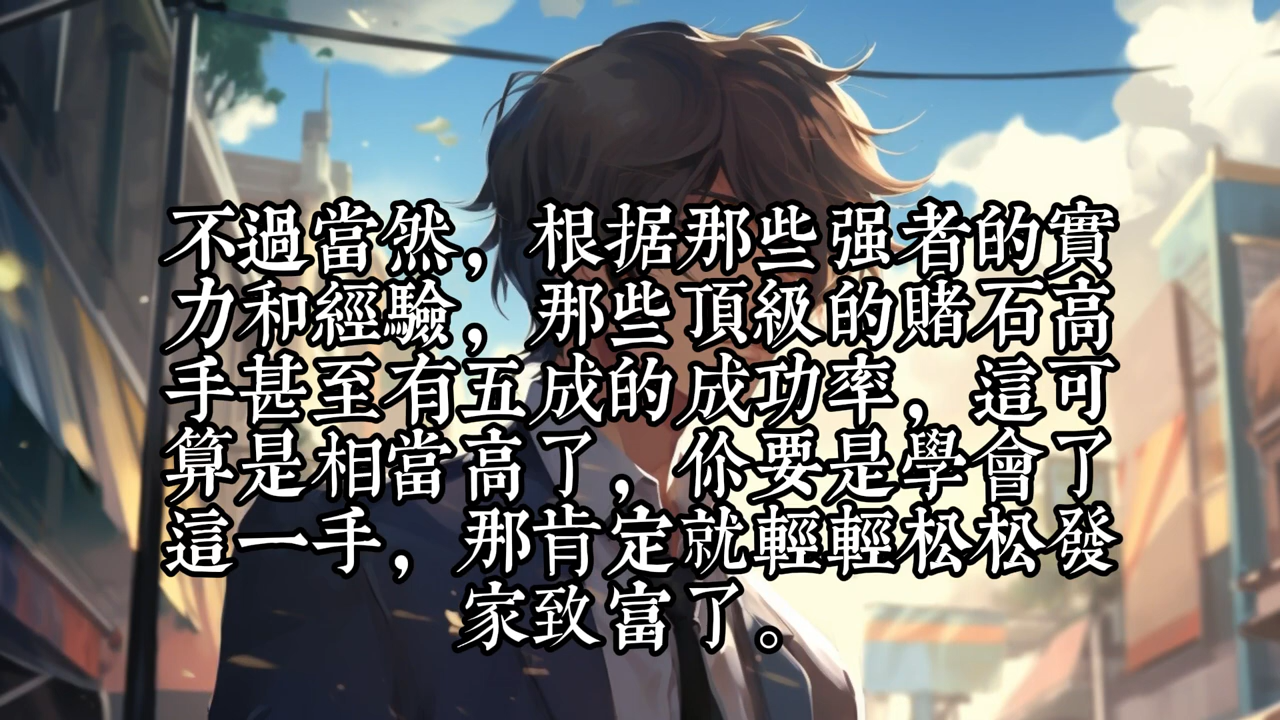 不過當然，根据那些强者的實
力和經驗，那些頂級的賭石高
手甚至有五成的成功率，這可
算是相當高了，你要是學會了
這一手，那肯定就輕輕松松發
家致富了。